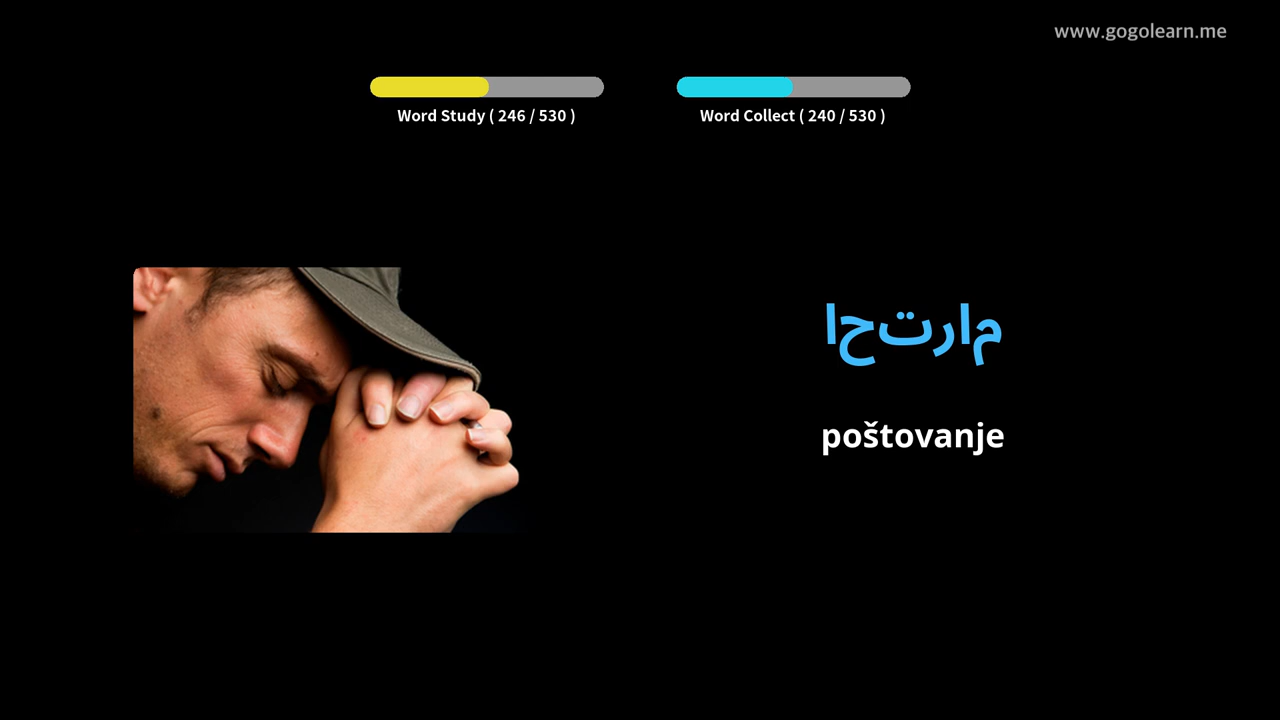 www.gogolearn.me
Word Study ( 246 / 530 )
Word Collect ( 240 / 530 )
احترام
poštovanje